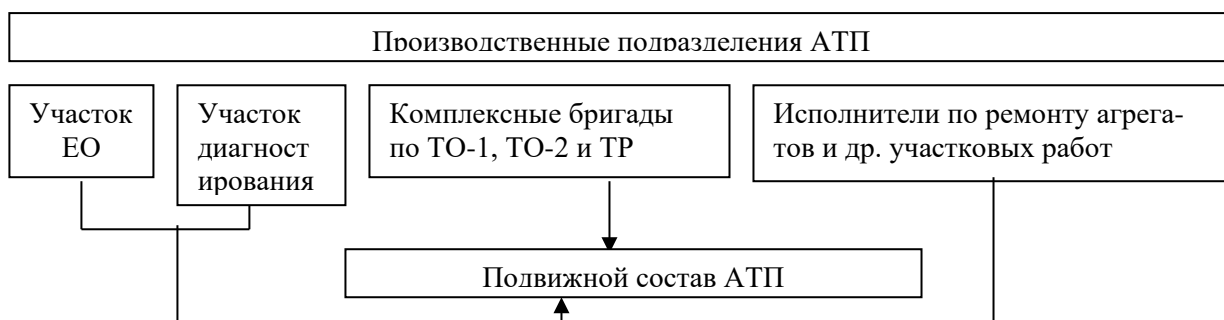 Производственные подразделения АТП
Участок
ЕО
Участок
диагност
ирования
Комплексные бригады
по ТО-1, ТО-2 и ТР
Исполнители по ремонту агрега-
тов и др. участковых работ
Подвижной состав АТП